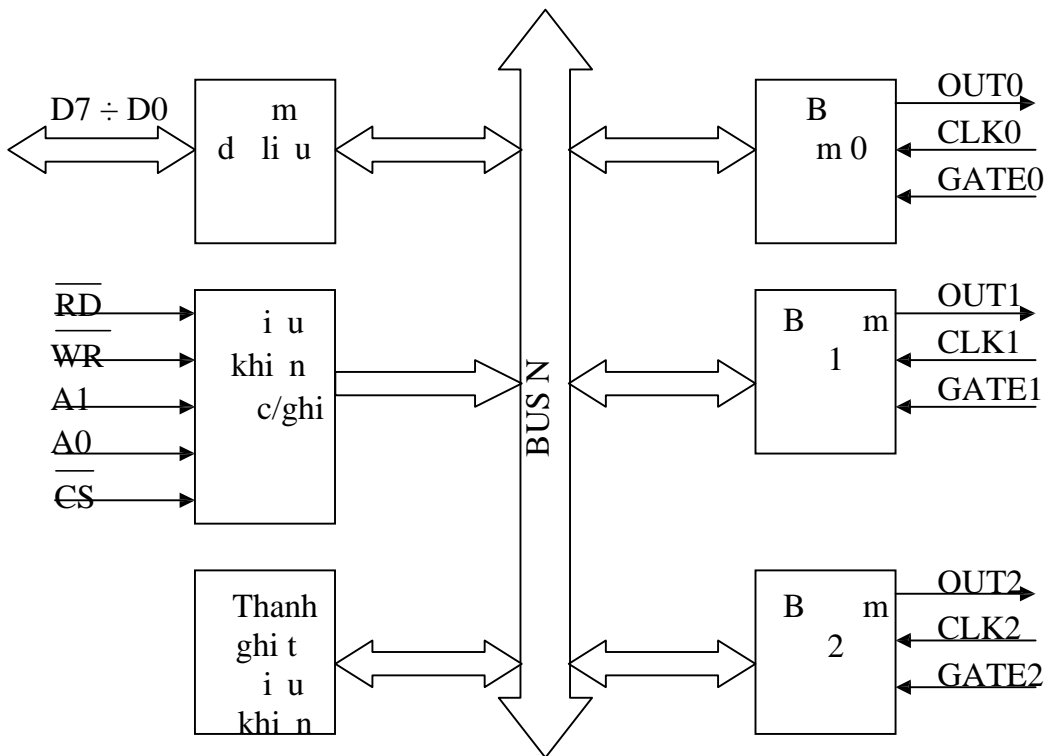 D7 ÷ D0
m
d li u
RD
WR
A1
A0
CS
i u
khi n
c/ghi
Thanh
ghi t
i u
khi n
BUS N
B
m 0
OUT0
CLK0
GATE0
B m
1
OUT1
CLK1
GATE1
B m
2
OUT2
CLK2
GATE2